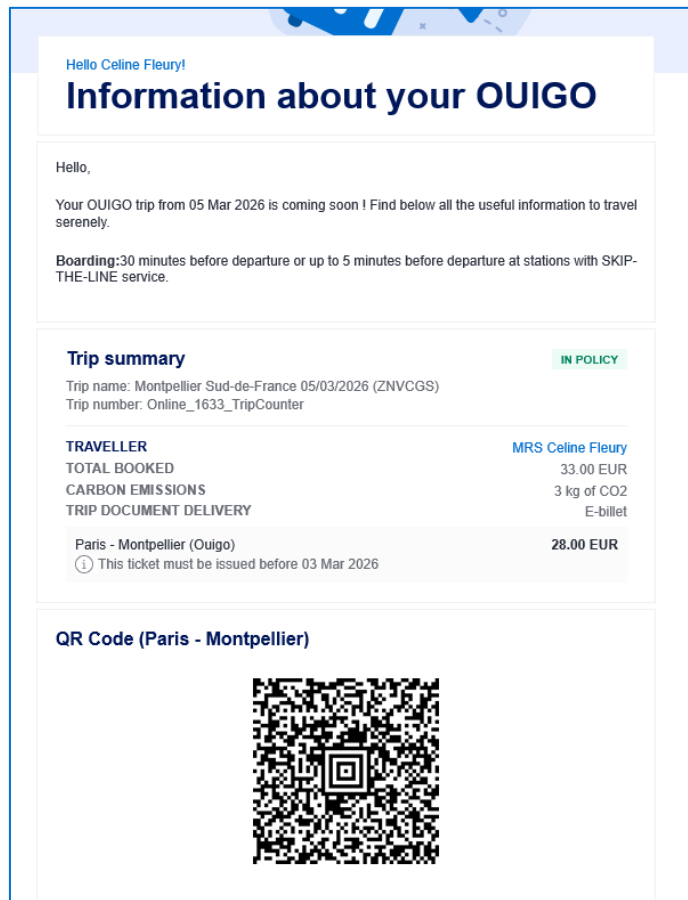 Hello Celine Fleury!
Information about your OUIGO
Hello,
Your OUIGO trip from 05 Mar 2026 is coming soon ! Find below all the useful information to travel
serenely.
Boarding:30 minutes before departure or up to 5 minutes before departure at stations with SKIP-
THE-LINE service.
Trip summary IN POLICY
Trip name: Montpellier Sud-de-France 05/03/2026 (ZNVCGS)
Trip number: Online_1633_TripCounter
TRAVELLER MRS Celine Fleury
TOTAL BOOKED 33.00 EUR
CARBON EMISSIONS 3 kg of CO2
TRIP DOCUMENT DELIVERY E-billet
Paris - Montpellier (Ouigo) 28.00 EUR
This ticket must be issued before 03 Mar 2026
QR Code (Paris - Montpellier)